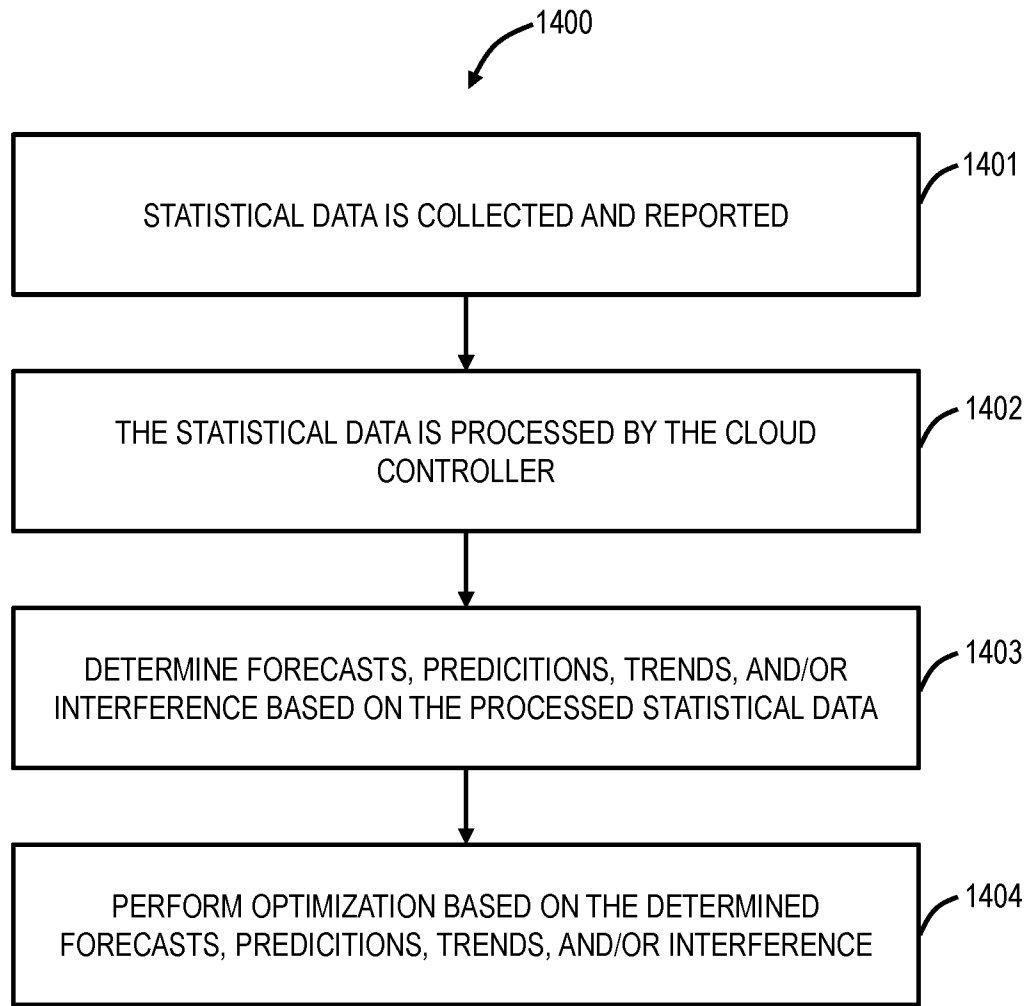 1400
1401
STATISTICAL DATA IS COLLECTED AND REPORTED
1402
THE STATISTICAL DATA IS PROCESSED BY THE CLOUD
CONTROLLER
1403
DETERMINE FORECASTS, PREDICITIONS, TRENDS, AND/OR
INTERFERENCE BASED ON THE PROCESSED STATISTICAL DATA
1404
PERFORM OPTIMIZATION BASED ON THE DETERMINED
FORECASTS, PREDICITIONS, TRENDS, AND/OR INTERFERENCE